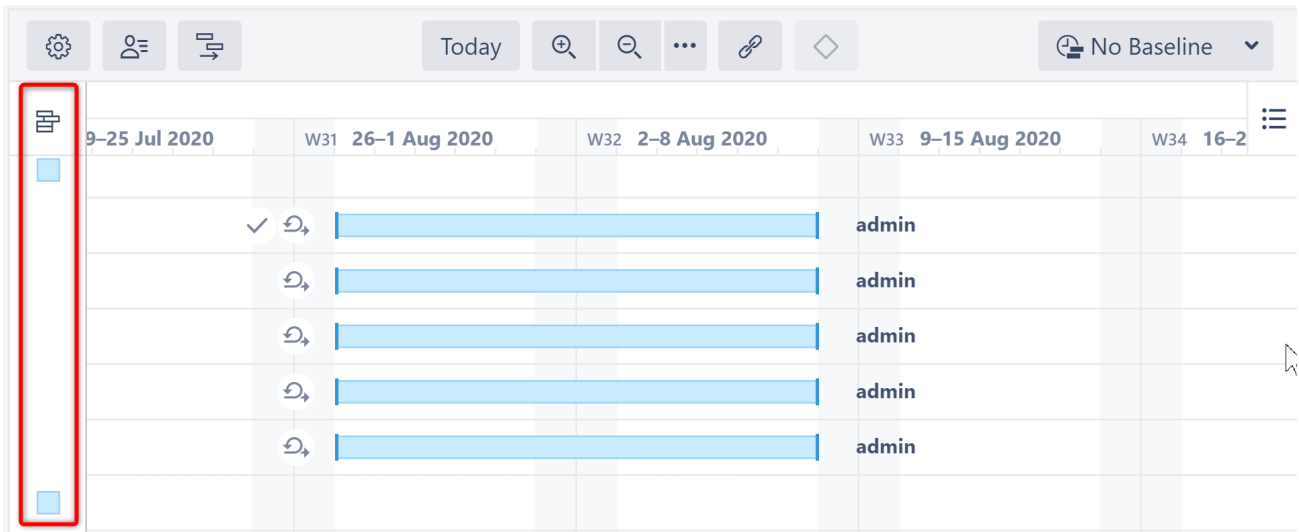 Today No Baseline
9–25 Jul 2020 W31 26–1 Aug 2020 W32 2–8 Aug 2020 W33 9–15 Aug 2020 W34 16–2
admin
admin
admin
admin
admin